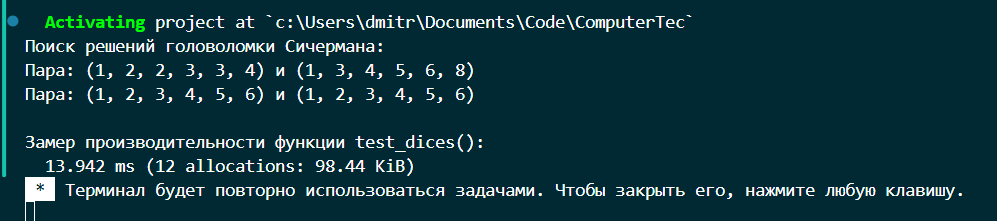 Activating project at `c:\Users\dmitr\Documents\Code\ComputerTec`
Поиск решений головоломки Сичермана:
Пара: (1, 2, 2, 3, 3, 4) и (1, 3, 4, 5, 6, 8)
Пара: (1, 2, 3, 4, 5, 6) и (1, 2, 3, 4, 5, 6)
Замер производительности функции test_dices():
13.942 ms (12 allocations: 98.44 KiB)
* Терминал будет повторно использоваться задачами. Чтобы закрыть его, нажмите любую клавишу.